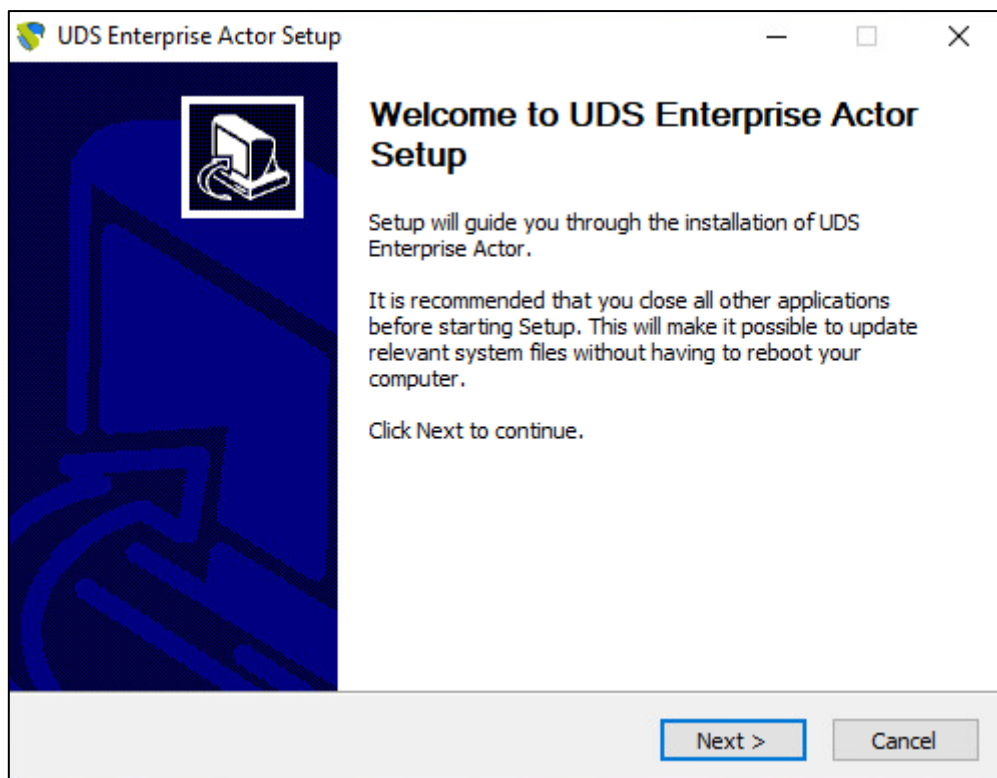 UDS Enterprise Actor Setup
Welcome to UDS Enterprise Actor
Setup
Setup will guide you through the installation of UDS
Enterprise Actor.
It is recommended that you close all other applications
before starting Setup. This will make it possible to update
relevant system files without having to reboot your
computer.
Click Next to continue.
Next >
Cancel